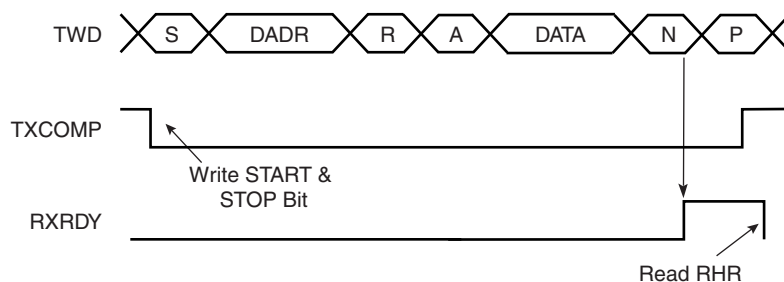 TWD S DADR R A DATA N P
TXCOMP
Write START &
STOP Bit
RXRDY
Read RHR